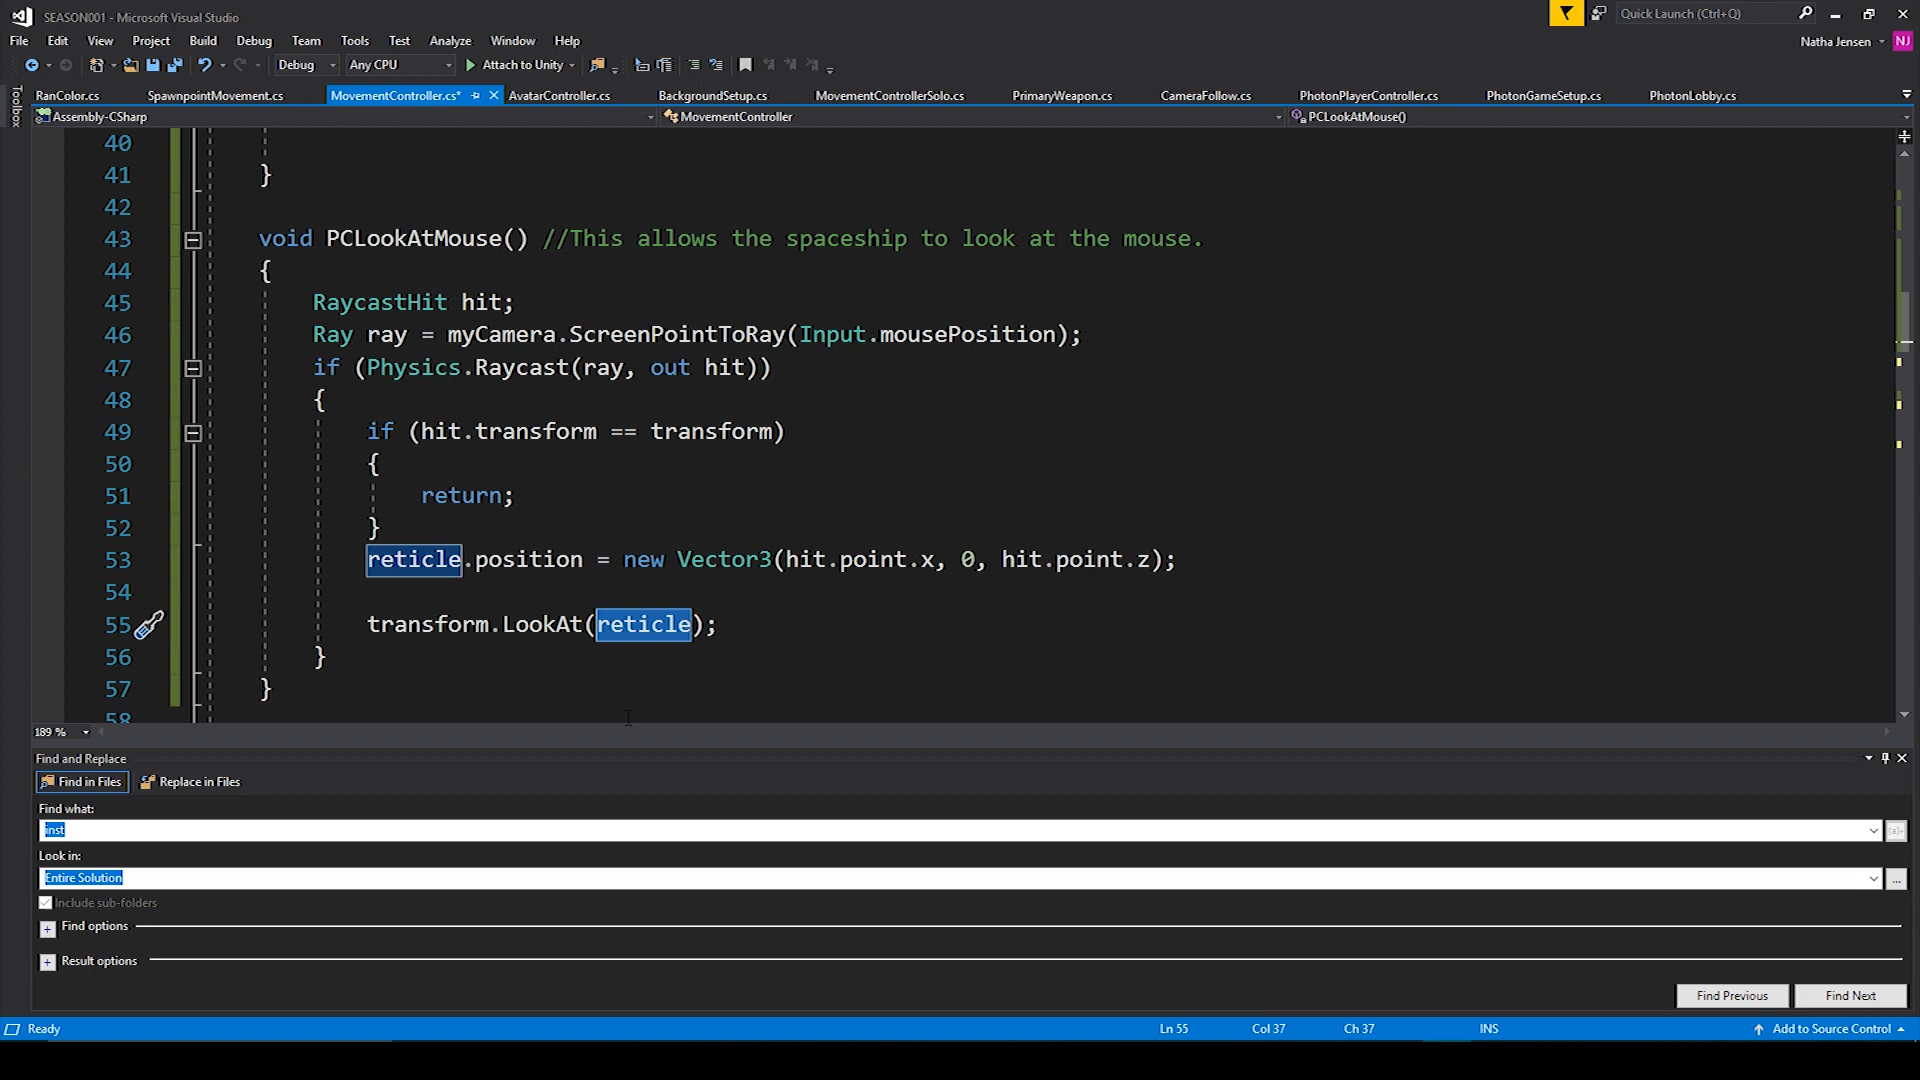 SEASON001 - Microsoft Visual Studio
Quick Launch (Ctrl+Q)
File Edit View Project Build Debug Team Tools Test Analyze Window Help
Natha Jensen NJ
Debug Any CPU Attach to Unity
Toolbox
RanColor.cs SpawnpointMovement.cs MovementController.cs* AvatarController.cs BackgroundSetup.cs MovementControllerSolo.cs PrimaryWeapon.cs CameraFollow.cs PhotonPlayerController.cs PhotonGameSetup.cs PhotonLobby.cs
Assembly-CSharp MovementController PCLookAtMouse()
40
41 }
42
43 void PCLookAtMouse() //This allows the spaceship to look at the mouse.
44 {
45 RaycastHit hit;
46 Ray ray = myCamera.ScreenPointToRay(Input.mousePosition);
47 if (Physics.Raycast(ray, out hit))
48 {
49 if (hit.transform == transform)
50 {
51 return;
52 }
53 reticle.position = new Vector3(hit.point.x, 0, hit.point.z);
54
55 transform.LookAt(reticle);
56 }
57 }
58
189 %
Find and Replace
Find in Files Replace in Files
Find what:
inst
Look in:
Entire Solution
...
Include sub-folders
+ Find options
+ Result options
Find Previous Find Next
Ready Ln 55 Col 37 Ch 37 INS Add to Source Control